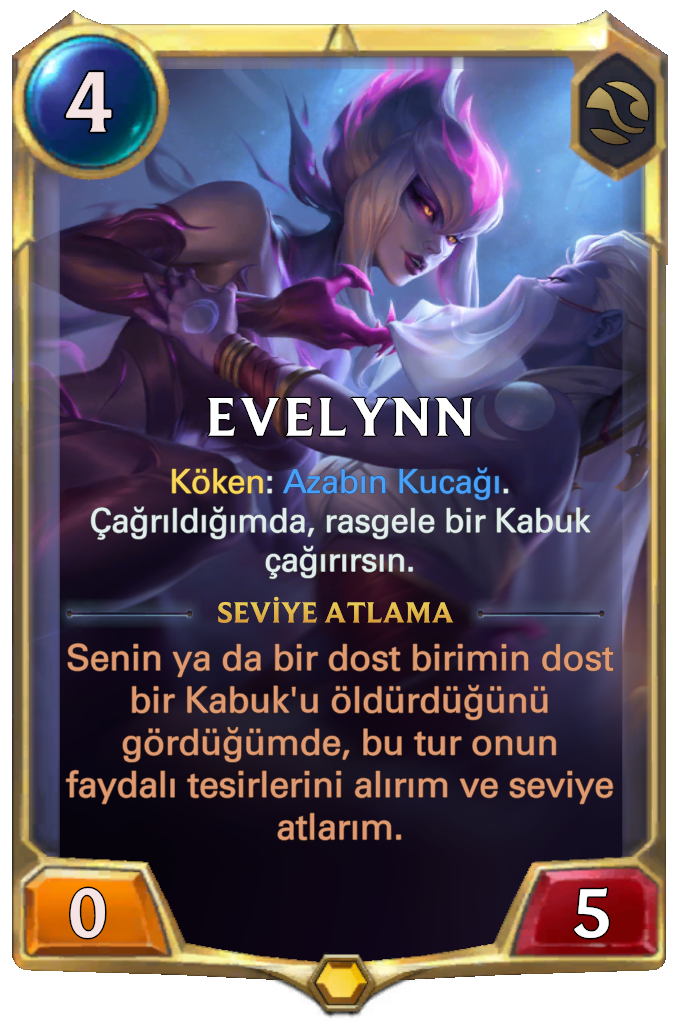 4
EVELYNN
Köken: Azabın Kucağı.
Çağrıldığımda, rasgele bir Kabuk
çağırırsın.
SEVİYE ATLAMA
Senin ya da bir dost birimin dost
bir Kabuk'u öldürdüğünü
gördüğümde, bu tur onun
faydalı tesirlerini alırım ve seviye
atlarım.
0
5